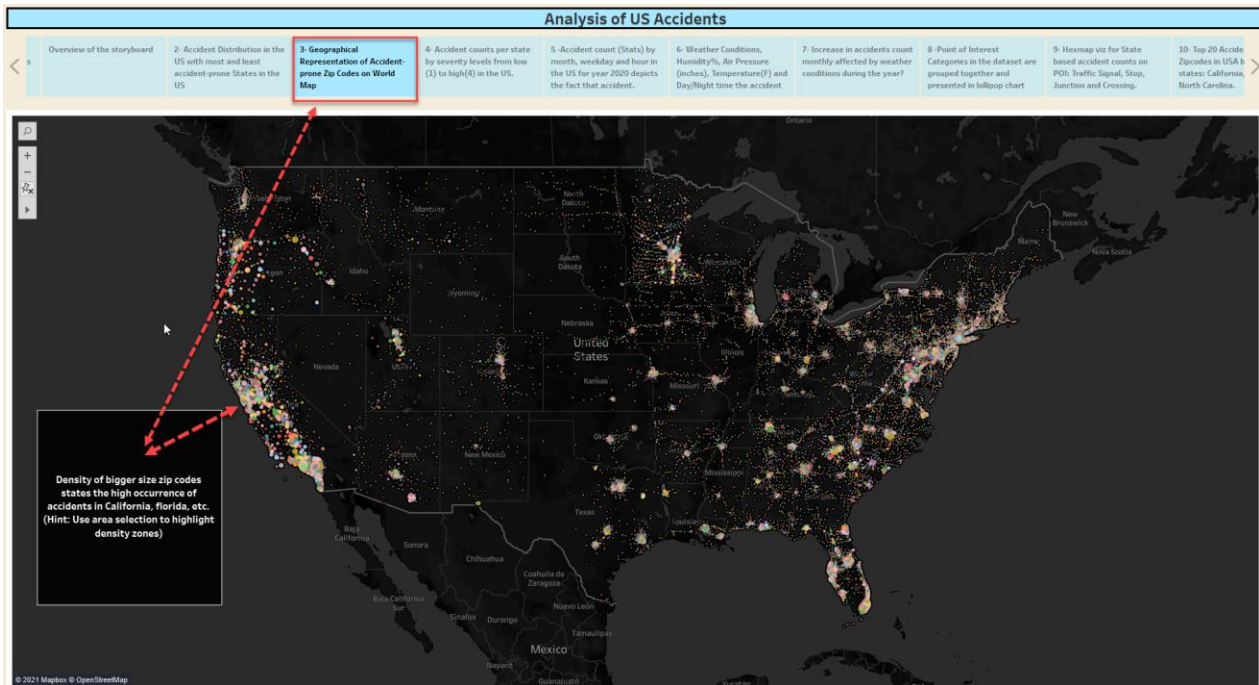 Analysis of US Accidents
s
Overview of the storyboard
2- Accident Distribution in the
US with most and least
accident-prone States in the
US
3- Geographical
Representation of Accident-
prone Zip Codes on World
Map
4- Accident counts per state
by severity levels from low
(1) to high(4) in the US.
5 -Accident count (Stats) by
month, weekday and hour in
the US for year 2020 depicts
the fact that accident.
6- Weather Conditions,
Humidity%, Air Pressure
(inches), Temperature(F) and
Day/Night time the accident
7- Increase in accidents count
monthly affected by weather
conditions during the year?
8 -Point of Interest
Categories in the dataset are
grouped together and
presented in lollipop chart
9- Hexmap viz for State
based accident counts on
POI: Traffic Signal, Stop,
Junction and Crossing.
10- Top 20 Accide
Zipcodes in USA b
states: California,
North Carolina.
Ontario
Washington
Montana
North
Dakota
New
Brunswick
Maine
Nova Scotia
South
Dakota
Wisconsin
Idaho
Wyoming
Nebraska
United
States
Illinois
Nevada
Utah
Kansas
Missouri
New Mexico
Mississippi
Texas
Louisiana
Baja
California
Sonora
Chihuahua
Coahuila de
Zaragoza
Baja California
Sur
Nuevo León
Sinaloa
Durango
Tamaulipas
Mexico
Nayarit
Guanajuato
Yucatán
Cuba
Density of bigger size zip codes
states the high occurrence of
accidents in California, florida, etc.
(Hint: Use area selection to highlight
density zones)
© 2021 Mapbox © OpenStreetMap